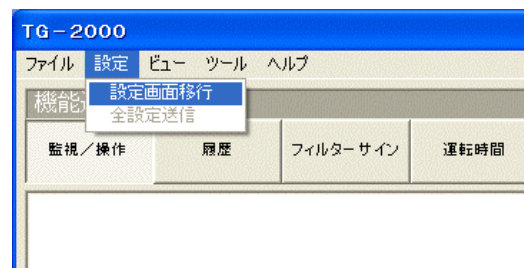 TG-2000
ファイル 設定 ビュー ツール ヘルプ
機能
設定画面移行
全設定送信
監視/操作 履歴 フィルターサイン 運転時間